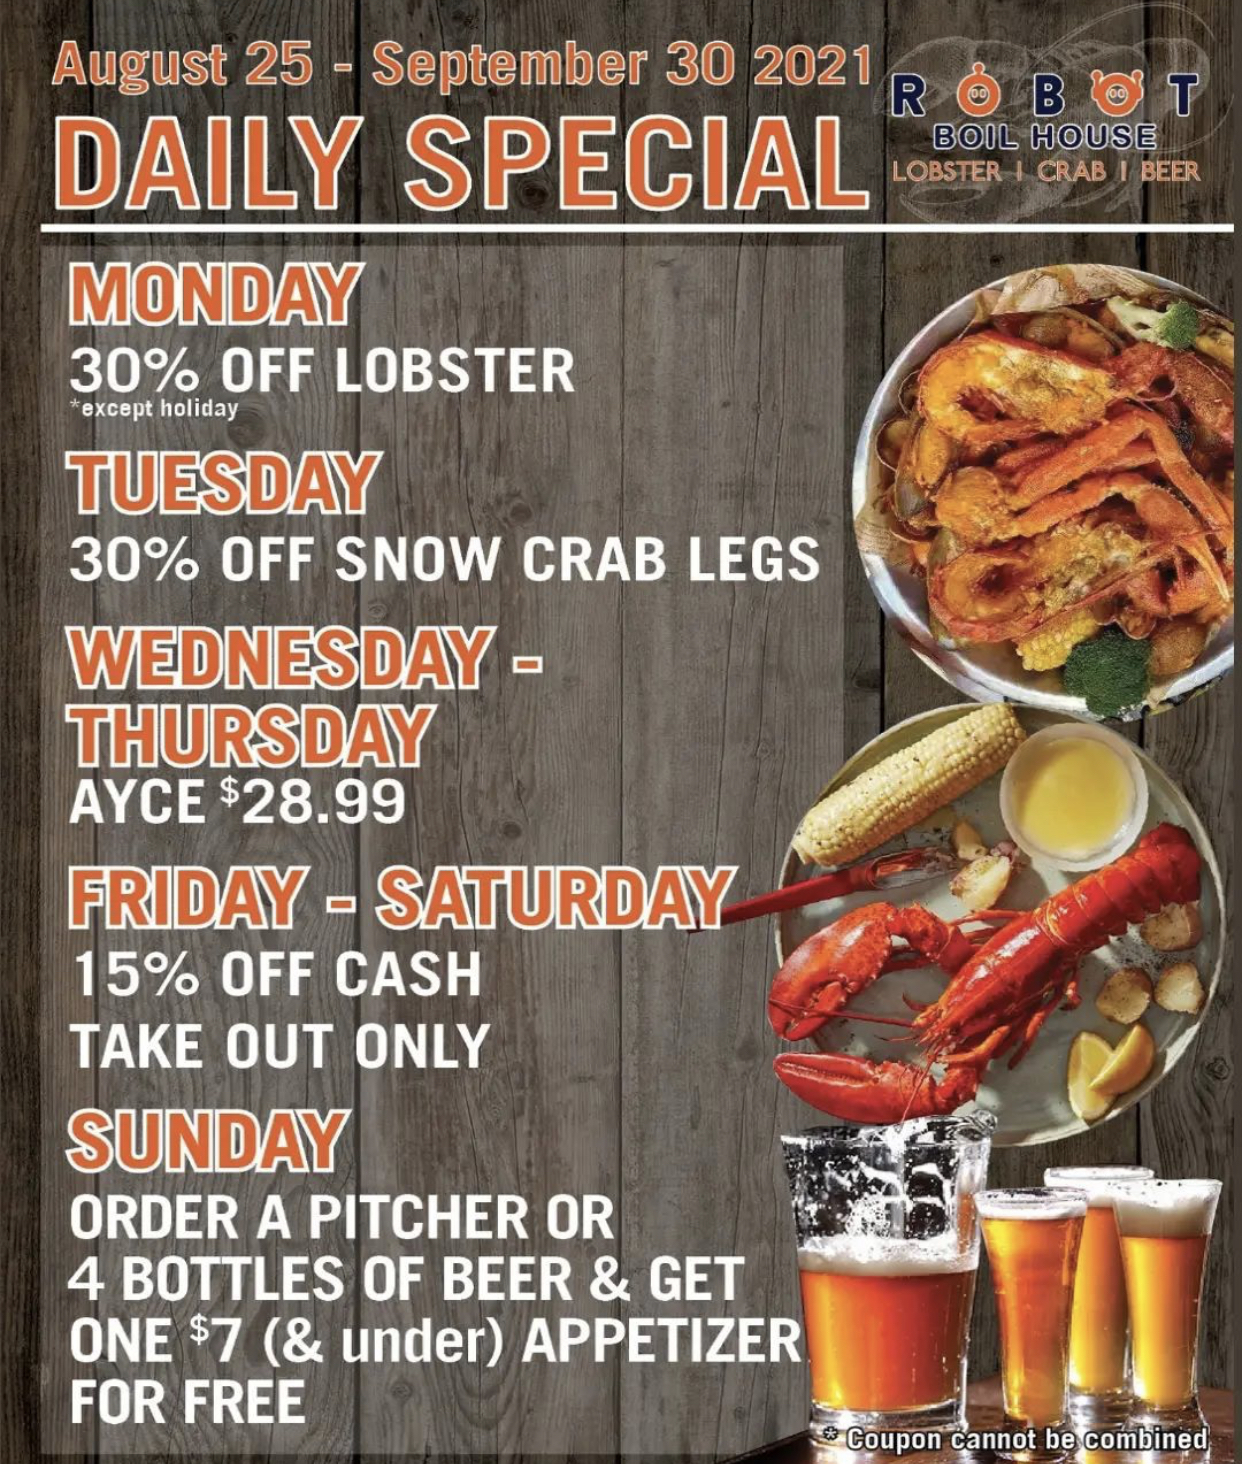 August 25 - September 30 2021
DAILY SPECIAL
ROBOT
BOIL HOUSE
LOBSTER | CRAB | BEER
MONDAY
30% OFF LOBSTER
*except holiday
TUESDAY
30% OFF SNOW CRAB LEGS
WEDNESDAY -
THURSDAY
AYCE $28.99
FRIDAY - SATURDAY
15% OFF CASH
TAKE OUT ONLY
SUNDAY
ORDER A PITCHER OR
4 BOTTLES OF BEER & GET
ONE $7 (& under) APPETIZER
FOR FREE
* Coupon cannot be combined